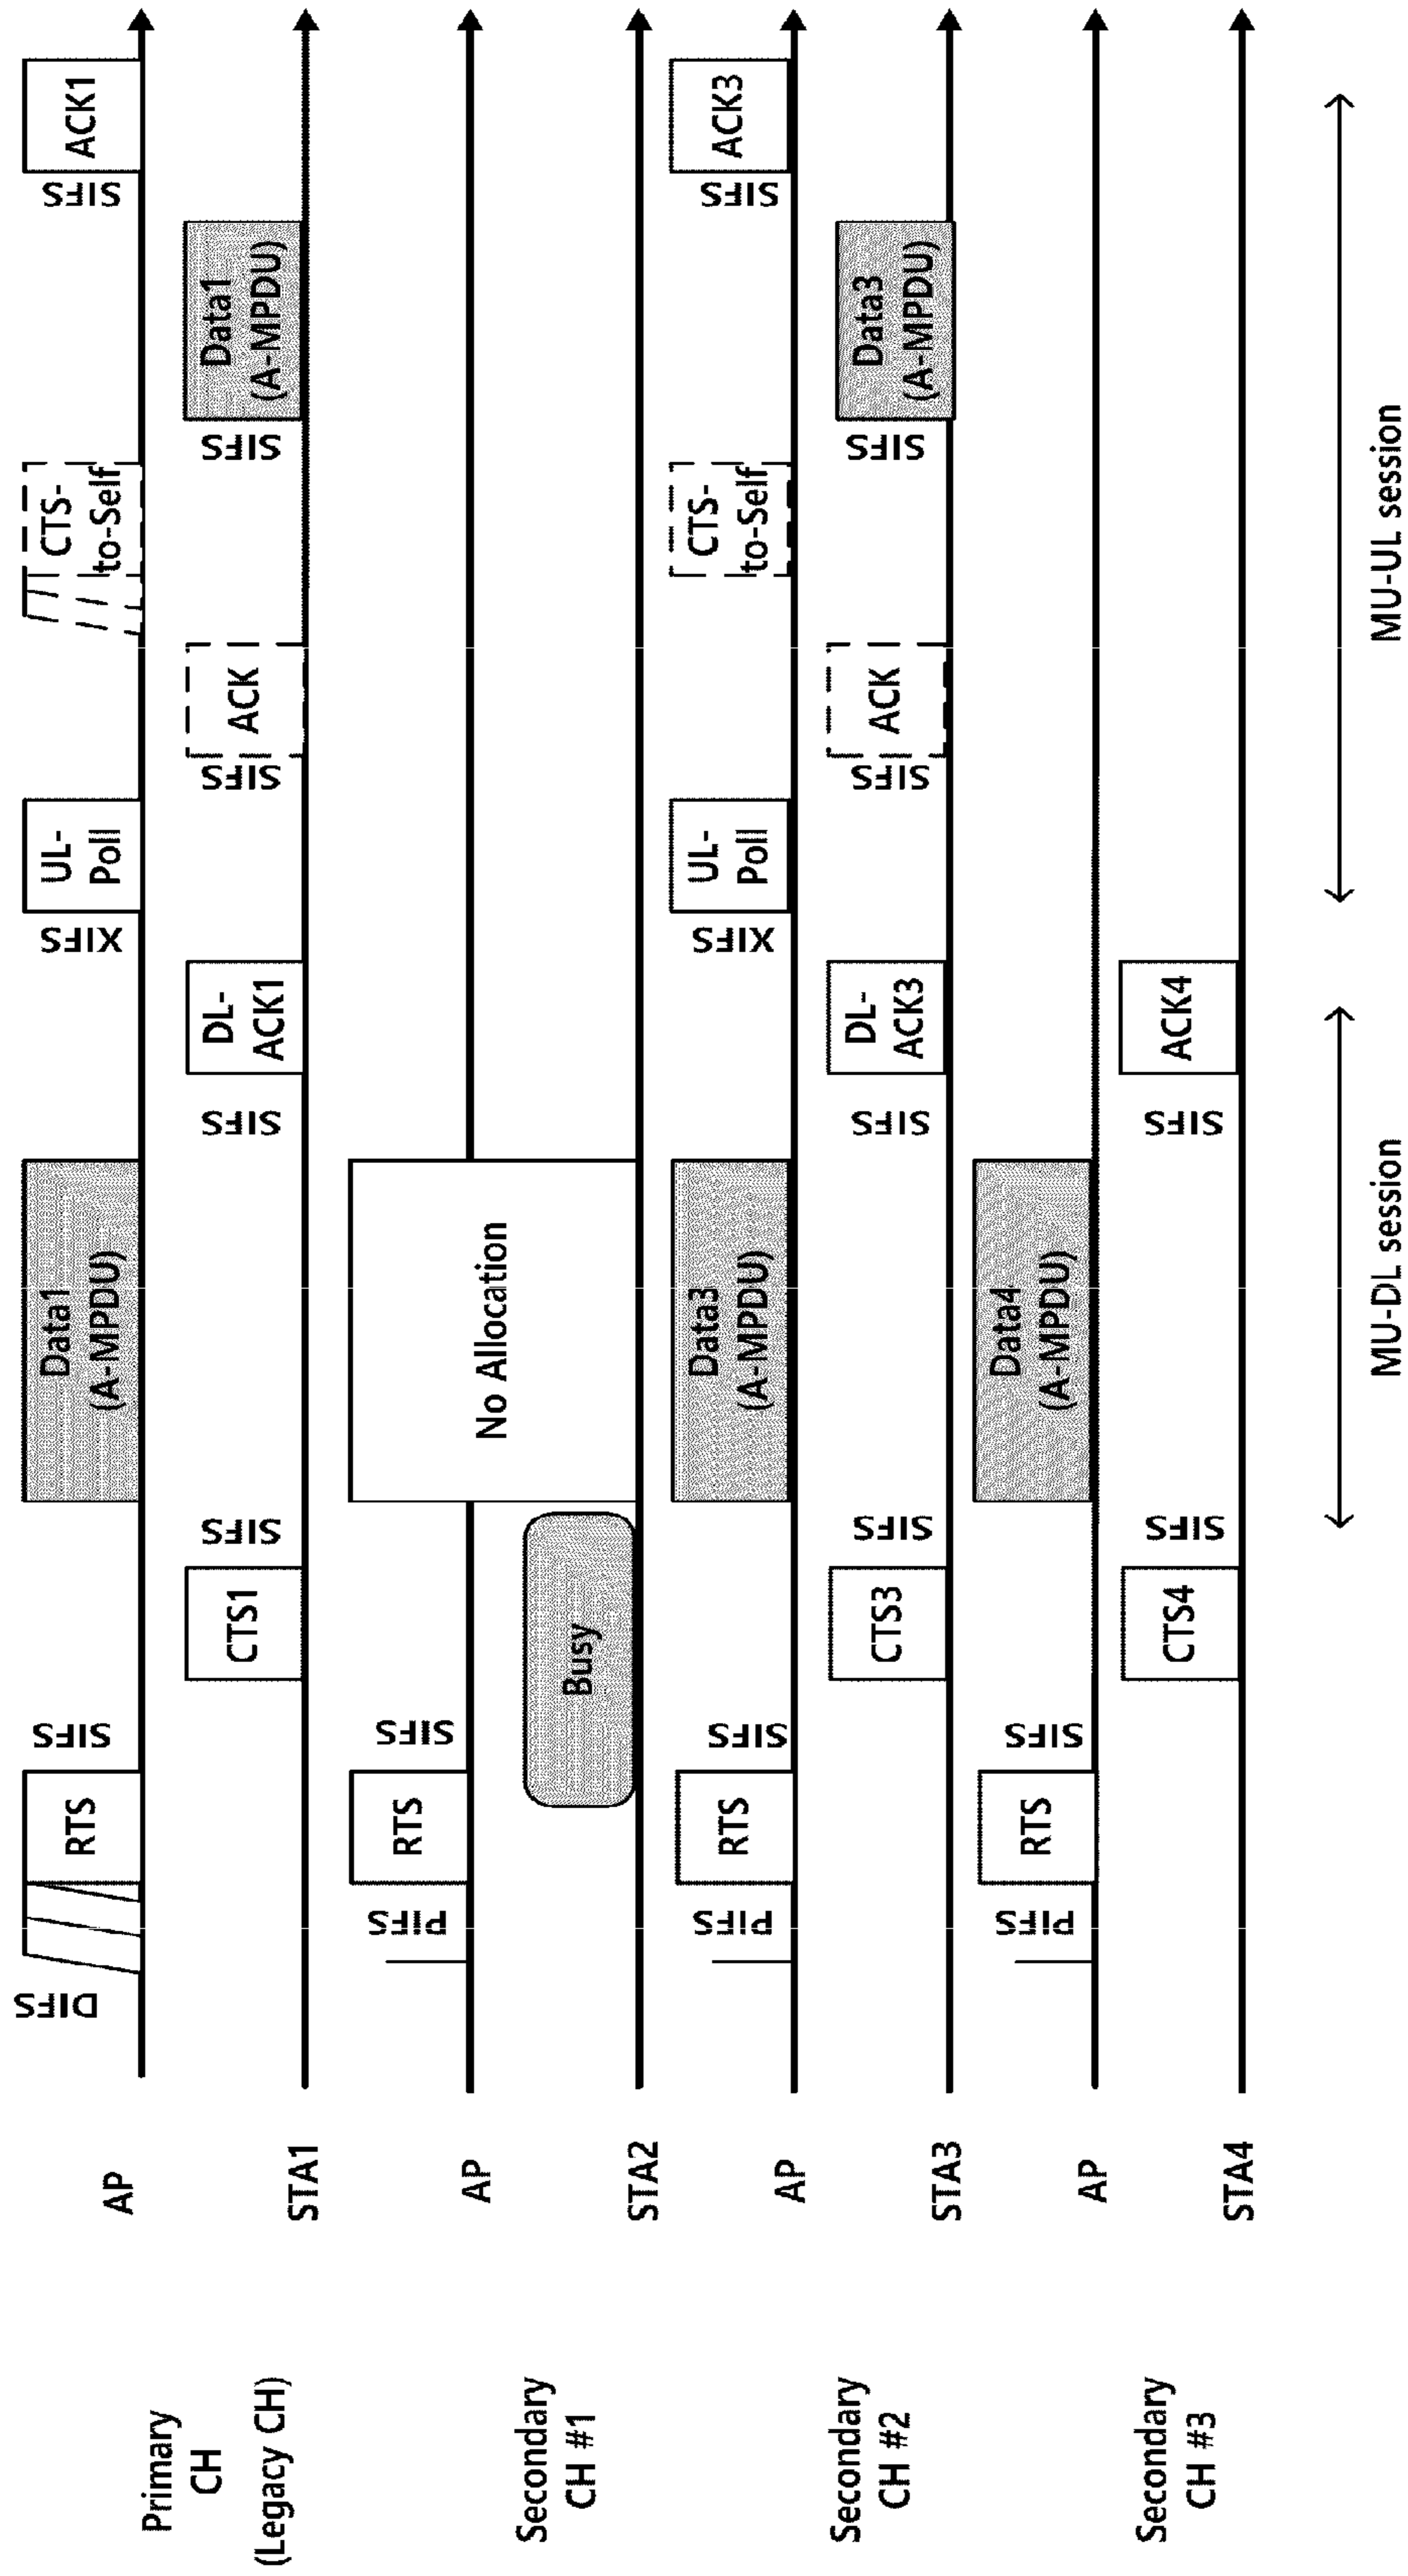 Primary
CH
(Legacy CH)
AP
DIFS
RTS
SIFS
Data1
(A-MPDU)
XIFS
UL-
Poll
CTS-
to-Self
SIFS
ACK1
STA1
CTS1
SIFS
SIFS
DL-
ACK1
SIFS
ACK
SIFS
Data1
(A-MPDU)
Secondary
CH #1
AP
PIFS
RTS
SIFS
No Allocation
STA2
Busy
Secondary
CH #2
AP
PIFS
RTS
SIFS
Data3
(A-MPDU)
XIFS
UL-
Poll
CTS-
to-Self
SIFS
ACK3
STA3
CTS3
SIFS
SIFS
DL-
ACK3
SIFS
ACK
SIFS
Data3
(A-MPDU)
Secondary
CH #3
AP
PIFS
RTS
SIFS
Data4
(A-MPDU)
STA4
CTS4
SIFS
SIFS
ACK4
MU-DL session
MU-UL session